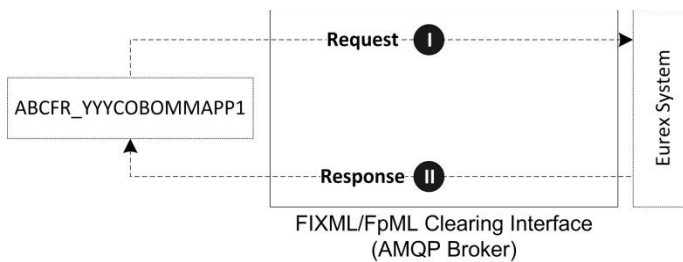 Request I
ABCFR_YYYCOBOMMAPP1
Eurex System
Response II
FIXML/FpML Clearing Interface
(AMQP Broker)